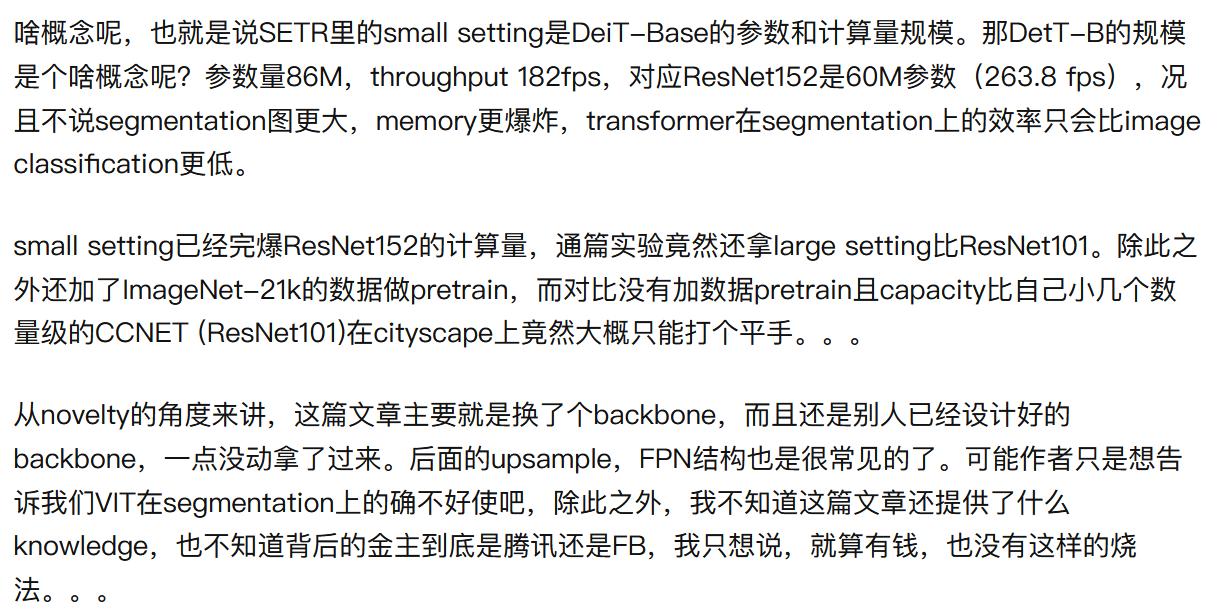 啥概念呢，也就是说SETR里的small setting是DeiT-Base的参数和计算量规模。那DetT-B的规模
是个啥概念呢？参数量86M，throughput 182fps，对应ResNet152是60M参数（263.8 fps），况
且不说segmentation图更大，memory更爆炸，transformer在segmentation上的效率只会比image
classification更低。
small setting已经完爆ResNet152的计算量，通篇实验竟然还拿large setting比ResNet101。除此之
外还加了ImageNet-21k的数据做pretrain，而对比没有加数据pretrain且capacity比自己小几个数
量级的CCNET (ResNet101)在cityscape上竟然大概只能打个平手。。。
从novelty的角度来讲，这篇文章主要就是换了个backbone，而且还是别人已经设计好的
backbone，一点没动拿了过来。后面的upsample，FPN结构也是很常见的了。可能作者只是想告
诉我们VIT在segmentation上的确不好使吧，除此之外，我不知道这篇文章还提供了什么
knowledge，也不知道背后的金主到底是腾讯还是FB，我只想说，就算有钱，也没有这样的烧
法。。。